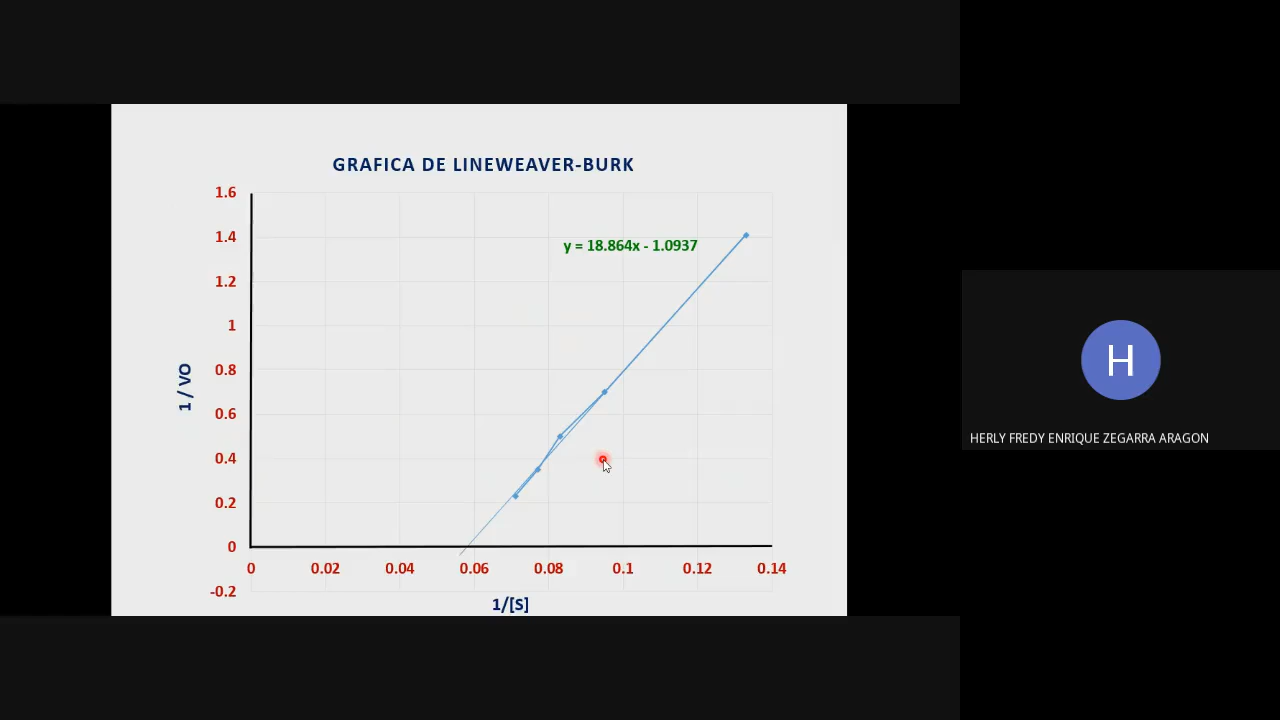 GRAFICA DE LINEWEAVER-BURK
1.6
1.4
y = 18.864x - 1.0937
1.2
1
0.8
1 / VO
0.6
0.4
0.2
0
0 0.02 0.04 0.06 0.08 0.1 0.12 0.14
-0.2
1/[S]
H
HERLY FREDY ENRIQUE ZEGARRA ARAGON